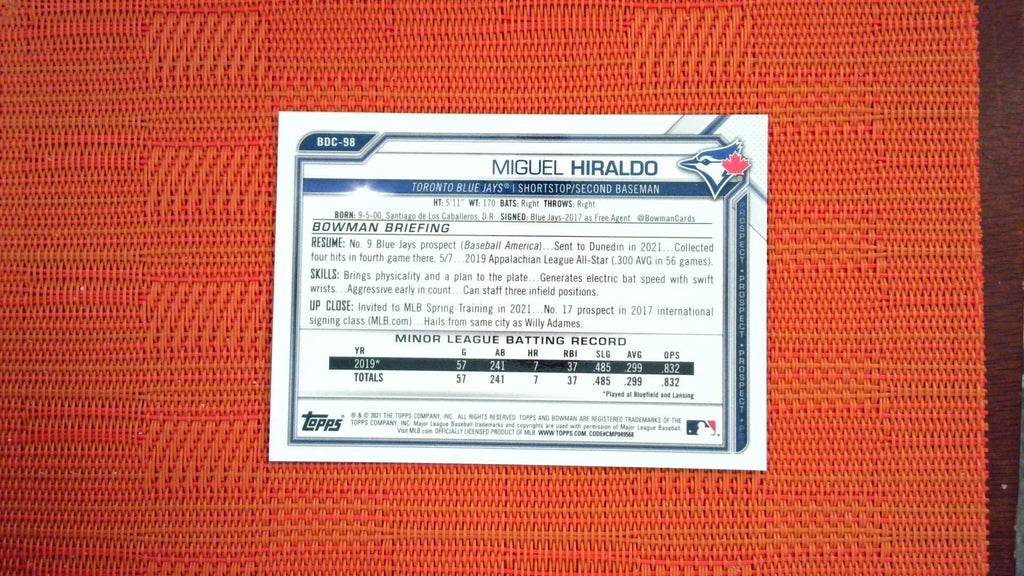 BDC-98
MIGUEL HIRALDO
TORONTO BLUE JAYS® | SHORTSTOP/SECOND BASEMAN
HT: 5'11" WT: 170 BATS: Right THROWS: Right
BORN: 9-5-00, Santiago de Los Caballeros, D.R. SIGNED: Blue Jays-2017 as Free Agent @BowmanCards
BOWMAN BRIEFING
RESUME: No. 9 Blue Jays prospect (Baseball America)...Sent to Dunedin in 2021...Collected
four hits in fourth game there, 5/7...2019 Appalachian League All-Star (.300 AVG in 56 games).
SKILLS: Brings physicality and a plan to the plate...Generates electric bat speed with swift
wrists...Aggressive early in count...Can staff three infield positions.
UP CLOSE: Invited to MLB Spring Training in 2021...No. 17 prospect in 2017 international
signing class (MLB.com)...Hails from same city as Willy Adames.
MINOR LEAGUE BATTING RECORD
YR G AB HR RBI SLG AVG OPS
2019* 57 241 7 37 .485 .299 .832
TOTALS 57 241 7 37 .485 .299 .832
*Played at Bluefield and Lansing
Topps
® & © 2021 THE TOPPS COMPANY, INC. ALL RIGHTS RESERVED. TOPPS AND BOWMAN ARE REGISTERED TRADEMARKS OF THE
TOPPS COMPANY, INC. Major League Baseball trademarks and copyrights are used with permission of Major League Baseball.
Visit MLB.com. OFFICIALLY LICENSED PRODUCT OF MLB. WWW.TOPPS.COM. CODE#CMP049568
PROSPECT • PROSPECT • PROSPECT • PROSPECT